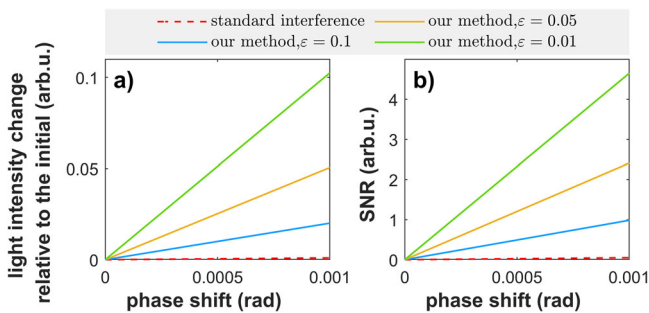 standard interference
our method,ε = 0.05
our method,ε = 0.1
our method,ε = 0.01
a)
light intensity change
relative to the initial (arb.u.)
0.1
0.05
0
0
0.0005
0.001
phase shift (rad)
b)
SNR (arb.u.)
4
3
2
1
0
0
0.0005
0.001
phase shift (rad)